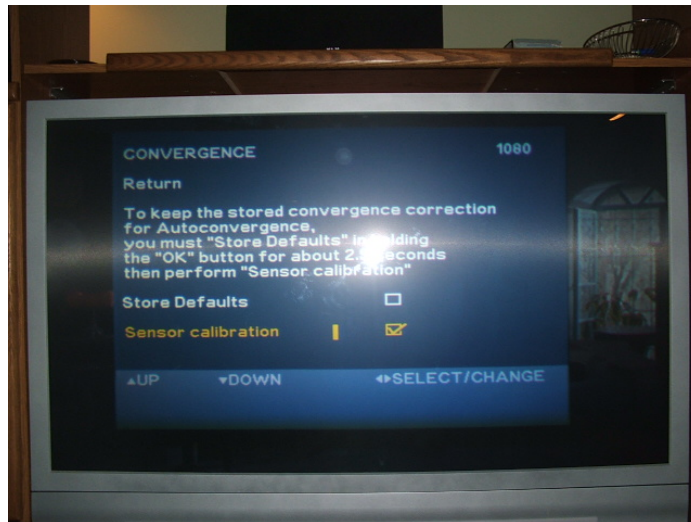 CONVERGENCE 1080
Return
To keep the stored convergence correction
for Autoconvergence,
you must "Store Defaults" in
the "OK" button for about
then perform "Sensor calibration"
Store Defaults
Sensor calibration
▲UP ▼DOWN ◀▶SELECT/CHANGE